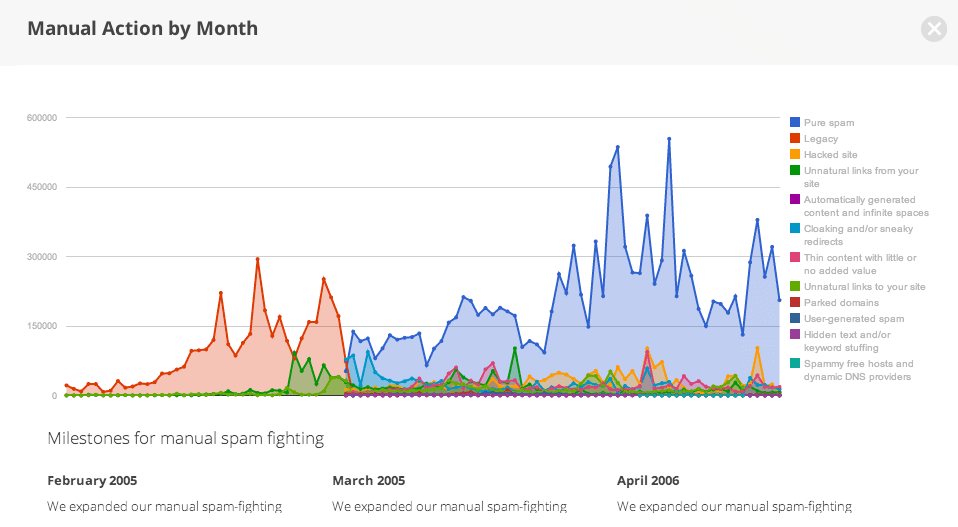 Manual Action by Month
600000
450000
300000
150000
0
Pure spam
Legacy
Hacked site
Unnatural links from your
site
Automatically generated
content and infinite spaces
Cloaking and/or sneaky
redirects
Thin content with little or
no added value
Unnatural links to your site
Parked domains
User-generated spam
Hidden text and/or
keyword stuffing
Spammy free hosts and
dynamic DNS providers
Milestones for manual spam fighting
February 2005
March 2005
April 2006
We expanded our manual spam-fighting
We expanded our manual spam-fighting
We expanded our manual spam-fighting